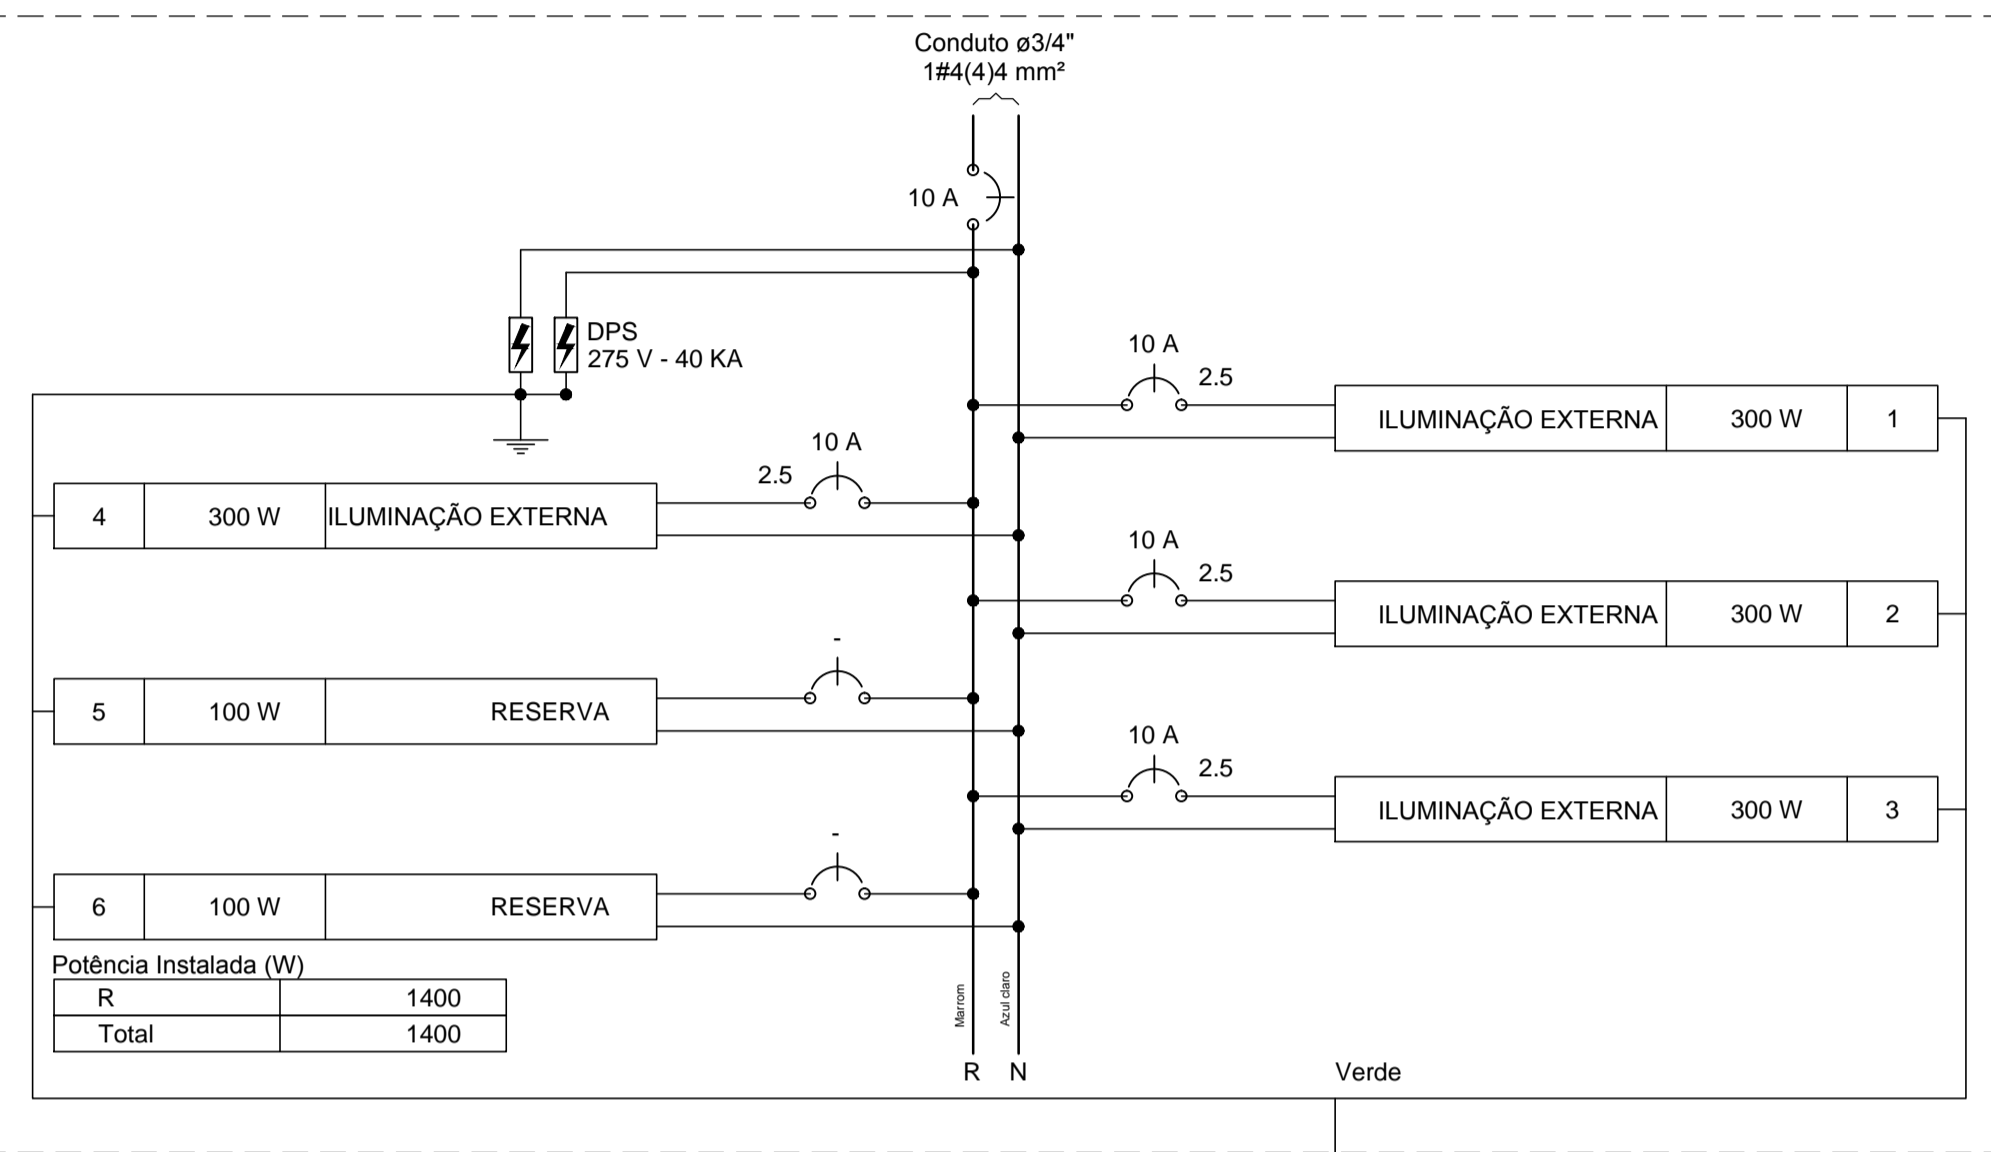 Conduto ø3/4"
1#4(4)4 mm²
10 A
DPS
275 V - 40 KA
10 A
2.5
ILUMINAÇÃO EXTERNA 300 W 1
10 A
2.5
4 300 W ILUMINAÇÃO EXTERNA
10 A
2.5
ILUMINAÇÃO EXTERNA 300 W 2
-
5 100 W RESERVA
10 A
2.5
ILUMINAÇÃO EXTERNA 300 W 3
-
6 100 W RESERVA
Potência Instalada (W)
R 1400
Total 1400
Marrom
Azul claro
R N
Verde